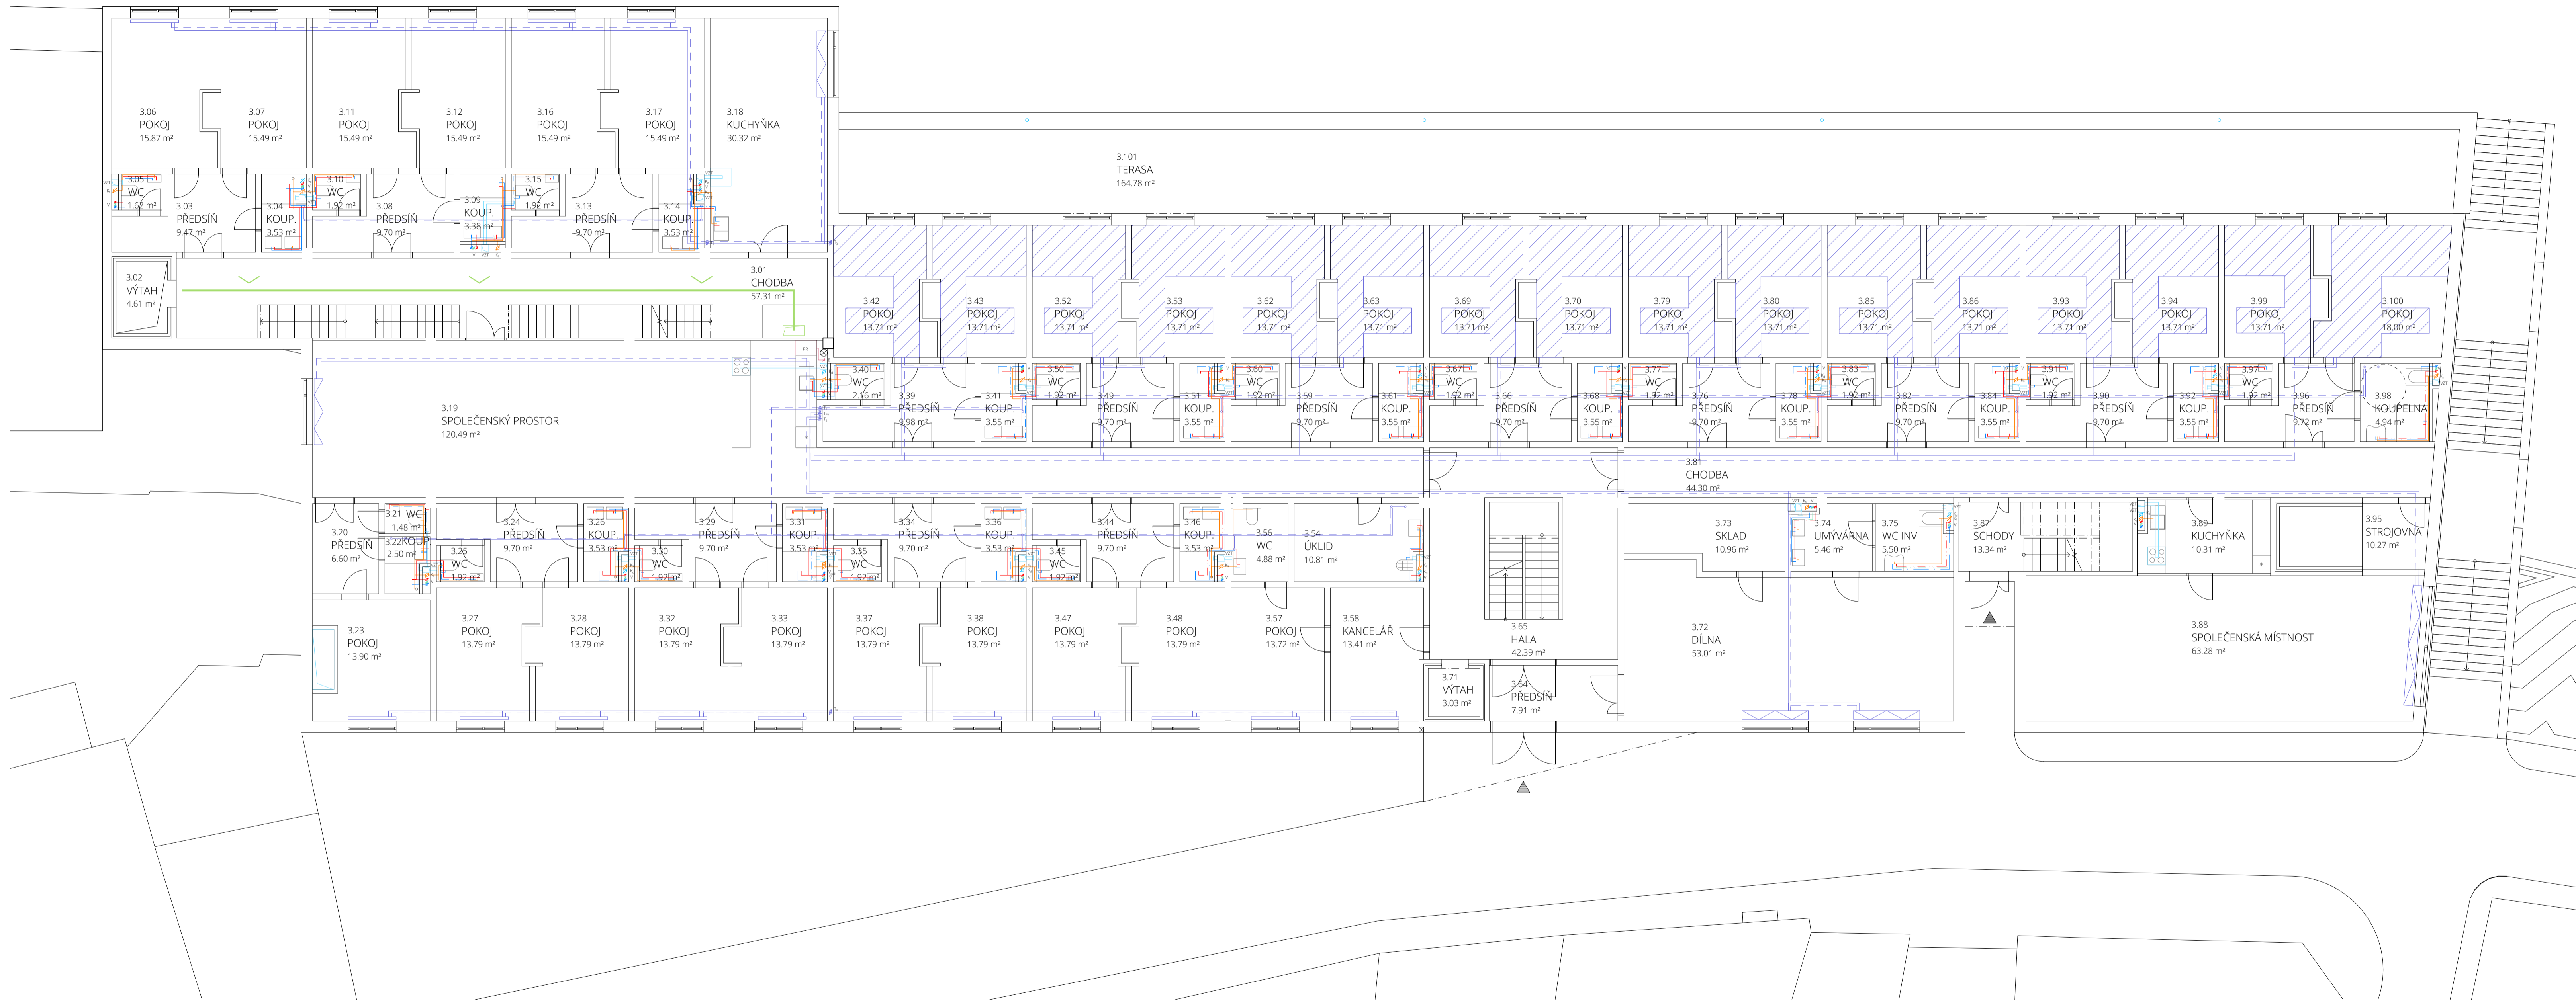 3.06
POKOJ
15.87 m²
3.07
POKOJ
15.49 m²
3.11
POKOJ
15.49 m²
3.12
POKOJ
15.49 m²
3.16
POKOJ
15.49 m²
3.17
POKOJ
15.49 m²
3.18
KUCHYŇKA
30.32 m²
3.101
TERASA
164.78 m²
3.05
WC
1.62 m²
3.03
PŘEDSÍŇ
9.47 m²
3.04
KOUP.
3.53 m²
3.10
WC
1.92 m²
3.08
PŘEDSÍŇ
9.70 m²
3.09
KOUP.
3.38 m²
3.15
WC
1.92 m²
3.13
PŘEDSÍŇ
9.70 m²
3.14
KOUP.
3.53 m²
3.02
VÝTAH
4.61 m²
3.01
CHODBA
57.31 m²
3.42
POKOJ
13.71 m²
3.43
POKOJ
13.71 m²
3.52
POKOJ
13.71 m²
3.53
POKOJ
13.71 m²
3.62
POKOJ
13.71 m²
3.63
POKOJ
13.71 m²
3.69
POKOJ
13.71 m²
3.70
POKOJ
13.71 m²
3.79
POKOJ
13.71 m²
3.80
POKOJ
13.71 m²
3.85
POKOJ
13.71 m²
3.86
POKOJ
13.71 m²
3.93
POKOJ
13.71 m²
3.94
POKOJ
13.71 m²
3.99
POKOJ
13.71 m²
3.100
POKOJ
18.00 m²
3.40
WC
2.16 m²
3.39
PŘEDSÍŇ
9.98 m²
3.41
KOUP.
3.55 m²
3.50
WC
1.92 m²
3.49
PŘEDSÍŇ
9.70 m²
3.51
KOUP.
3.55 m²
3.60
WC
1.92 m²
3.59
PŘEDSÍŇ
9.70 m²
3.61
KOUP.
3.55 m²
3.67
WC
1.92 m²
3.66
PŘEDSÍŇ
9.70 m²
3.68
KOUP.
3.55 m²
3.77
WC
1.92 m²
3.76
PŘEDSÍŇ
9.70 m²
3.78
KOUP.
3.55 m²
3.83
WC
1.92 m²
3.82
PŘEDSÍŇ
9.70 m²
3.84
KOUP.
3.55 m²
3.91
WC
1.92 m²
3.90
PŘEDSÍŇ
9.70 m²
3.92
KOUP.
3.55 m²
3.97
WC
1.92 m²
3.96
PŘEDSÍŇ
9.72 m²
3.98
KOUPELNA
4.94 m²
3.19
SPOLEČENSKÝ PROSTOR
120.49 m²
3.81
CHODBA
44.30 m²
3.20
PŘEDSÍŇ
6.60 m²
3.21 WC
1.48 m²
3.22 KOUP.
2.50 m²
3.25
WC
1.92 m²
3.24
PŘEDSÍŇ
9.70 m²
3.26
KOUP.
3.53 m²
3.30
WC
1.92 m²
3.29
PŘEDSÍŇ
9.70 m²
3.31
KOUP.
3.53 m²
3.35
WC
1.92 m²
3.34
PŘEDSÍŇ
9.70 m²
3.36
KOUP.
3.53 m²
3.45
WC
1.92 m²
3.44
PŘEDSÍŇ
9.70 m²
3.46
KOUP.
3.53 m²
3.56
WC
4.88 m²
3.54
ÚKLID
10.81 m²
3.73
SKLAD
10.96 m²
3.74
UMÝVÁRNA
5.46 m²
3.75
WC INV
5.50 m²
3.87
SCHODY
13.34 m²
3.89
KUCHYŇKA
10.31 m²
3.95
STROJOVNA
10.27 m²
3.23
POKOJ
13.90 m²
3.27
POKOJ
13.79 m²
3.28
POKOJ
13.79 m²
3.32
POKOJ
13.79 m²
3.33
POKOJ
13.79 m²
3.37
POKOJ
13.79 m²
3.38
POKOJ
13.79 m²
3.47
POKOJ
13.79 m²
3.48
POKOJ
13.79 m²
3.57
POKOJ
13.72 m²
3.58
KANCELÁŘ
13.41 m²
3.65
HALA
42.39 m²
3.72
DÍLNA
53.01 m²
3.88
SPOLEČENSKÁ MÍSTNOST
63.28 m²
3.71
VÝTAH
3.03 m²
3.64
PŘEDSÍŇ
7.91 m²